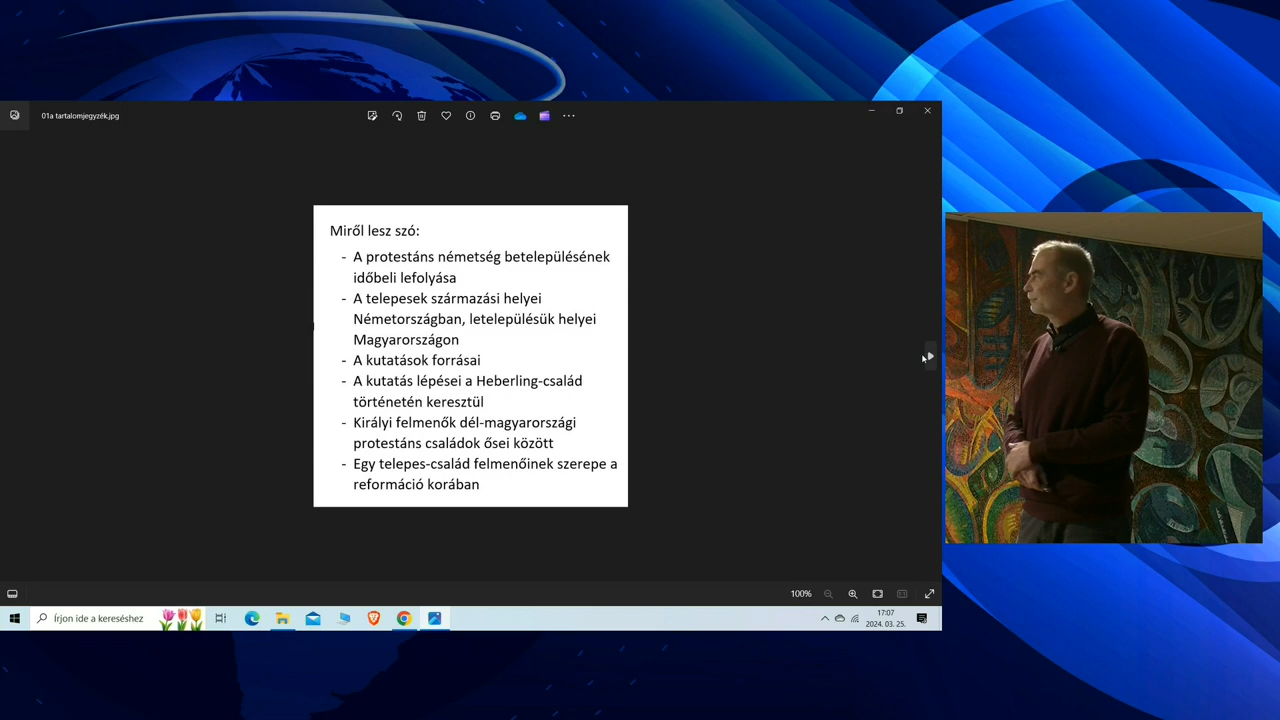 01a tartalomjegyzék.jpg
Miről lesz szó:
- A protestáns németség betelepülésének
időbeli lefolyása
- A telepesek származási helyei
Németországban, letelepülésük helyei
Magyarországon
- A kutatások forrásai
- A kutatás lépései a Heberling-család
történetén keresztül
- Királyi felmenők dél-magyarországi
protestáns családok ősei között
- Egy telepes-család felmenőinek szerepe a
reformáció korában
100%
Írjon ide a kereséshez
17:07
2024. 03. 25.